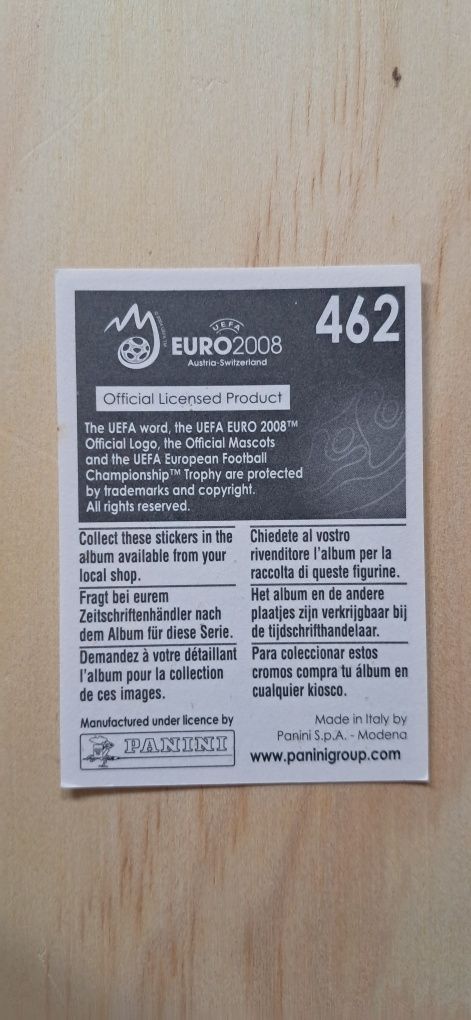 462
UEFA
EURO2008
Austria-Switzerland
Official Licensed Product
The UEFA word, the UEFA EURO 2008™
Official Logo, the Official Mascots
and the UEFA European Football
Championship™ Trophy are protected
by trademarks and copyright.
All rights reserved.
Collect these stickers in the
album available from your
local shop.
Fragt bei eurem
Zeitschriftenhändler nach
dem Album für diese Serie.
Demandez à votre détaillant
l'album pour la collection
de ces images.
Chiedete al vostro
rivenditore l'album per la
raccolta di queste figurine.
Het album en de andere
plaatjes zijn verkrijgbaar bij
de tijdschrifthandelaar.
Para coleccionar estos
cromos compra tu álbum en
cualquier kiosco.
Manufactured under licence by
PANINI
Made in Italy by
Panini S.p.A. - Modena
www.paninigroup.com